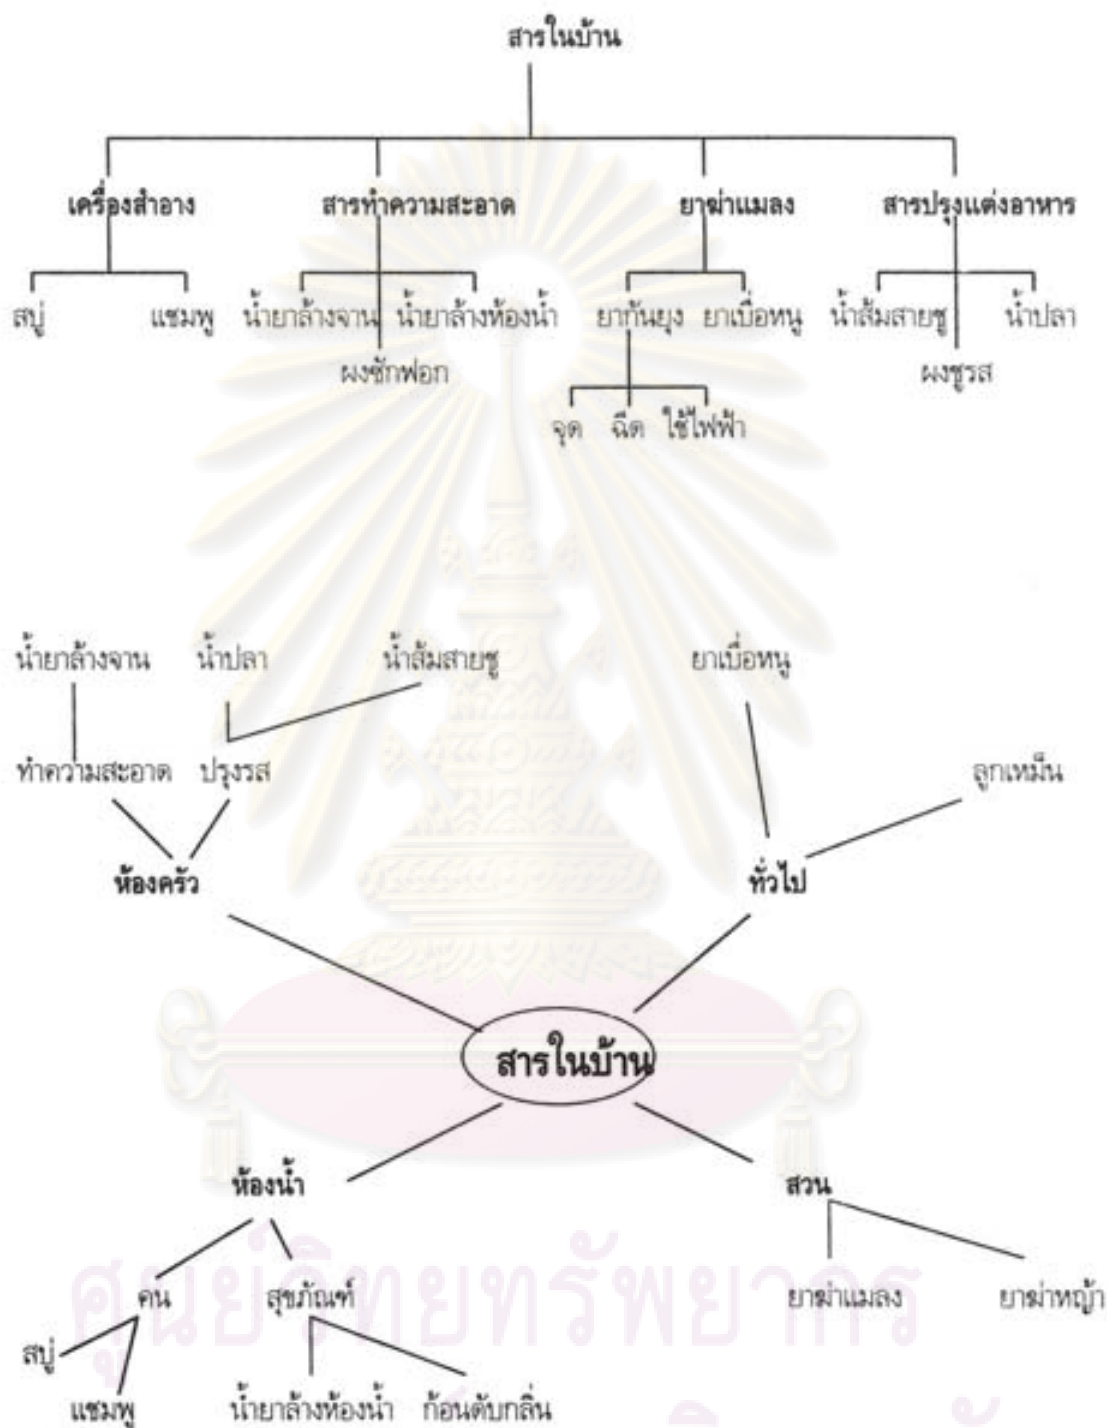 สารในบ้าน
เครื่องสำอาง สารทำความสะอาด ยาฆ่าแมลง สารปรุงแต่งอาหาร
สบู่ แชมพู น้ำยาล้างจาน น้ำยาล้างห้องน้ำ ยากันยุง ยาเบื่อหนู น้ำส้มสายชู น้ำปลา
ผงซักฟอก ผงชูรส
จุด ฉีด ใช้ไฟฟ้า
น้ำยาล้างจาน น้ำปลา น้ำส้มสายชู ยาเบื่อหนู
ทำความสะอาด ปรุงรส ลูกเหม็น
ห้องครัว ทั่วไป
สารในบ้าน
ห้องน้ำ สวน
คน สุขภัณฑ์ ยาฆ่าแมลง ยาฆ่าหญ้า
สบู่
แชมพู น้ำยาล้างห้องน้ำ ก้อนดับกลิ่น
ศูนย์วิทยทรัพยากร